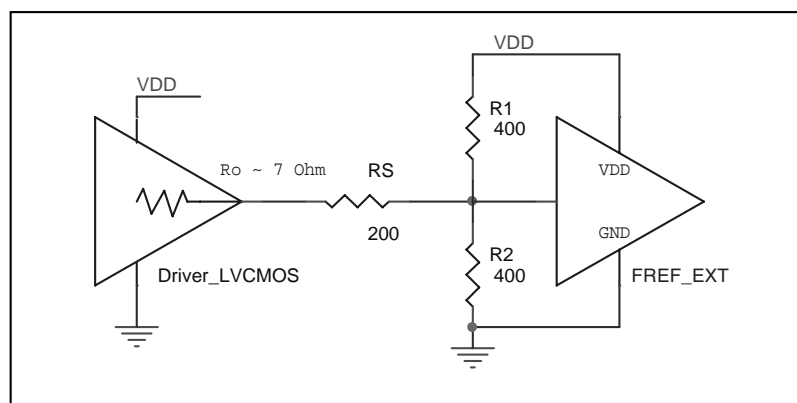 VDD
VDD
R1
400
Ro ~ 7 Ohm
RS
VDD
200
GND
R2
400
Driver_LVCMOS
FREF_EXT